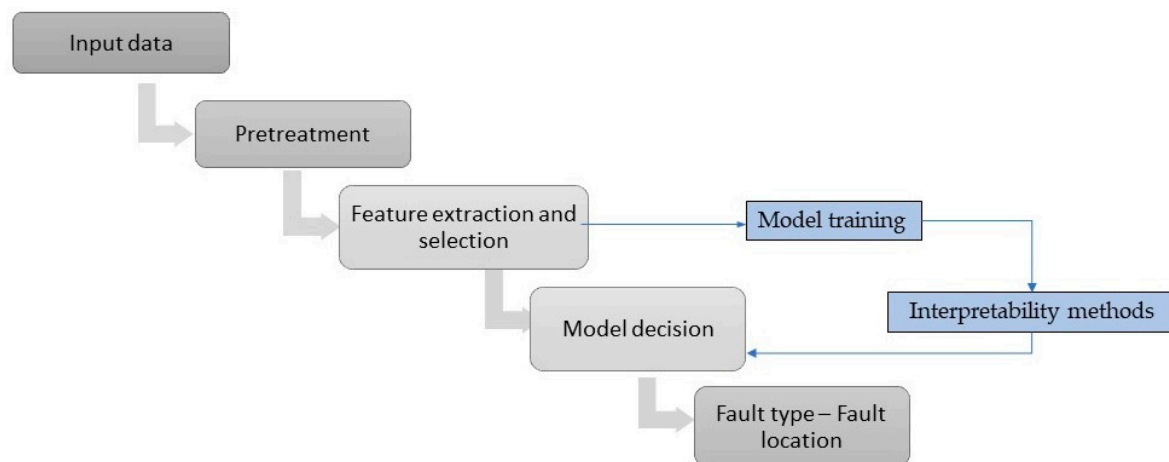 Input data
Pretreatment
Feature extraction and
selection
Model training
Interpretability methods
Model decision
Fault type – Fault
location